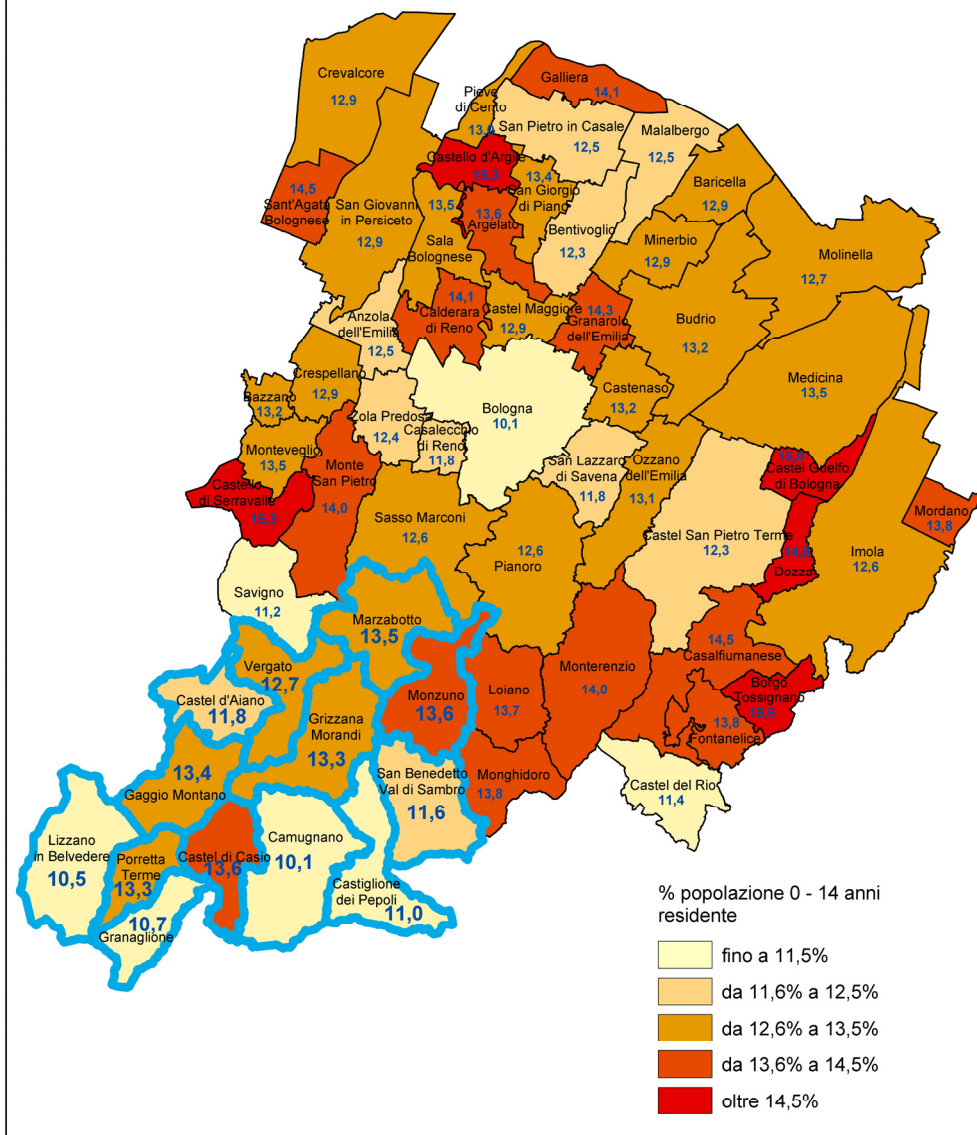 Crevalcore
12,9
Galliera
14,1
Pieve
di Cento
13,0
San Pietro in Casale
12,5
Malalbergo
12,5
Castello d'Argile
15,3
14,5
Sant'Agata
Bolognese
San Giovanni
in Persiceto
12,9
13,4
San Giorgio
di Piano
Baricella
12,9
13,5
Sala
Bolognese
13,6
Argelato
Bentivoglio
12,3
Minerbio
12,9
Molinella
12,7
Anzola
dell'Emilia
12,5
14,1
Calderara
di Reno
Castel Maggiore
12,9
14,3
Granarolo
dell'Emilia
Budrio
13,2
Crespellano
12,9
Bazzano
13,2
Castenaso
13,2
Medicina
13,5
Zola Predosa
12,4
Casalecchio
di Reno
11,8
Bologna
10,1
Monteveglio
13,5
Monte
San Pietro
14,0
San Lazzaro
di Savena
11,8
Ozzano
dell'Emilia
13,1
Castel Guelfo
di Bologna
Castello
di Serravalle
15,3
Sasso Marconi
12,6
12,6
Pianoro
Castel San Pietro Terme
12,3
Dozza
Mordano
13,8
Imola
12,6
Savigno
11,2
Marzabotto
13,5
Vergato
12,7
14,5
Casalfiumanese
Castel d'Aiano
11,8
Monzuno
13,6
Loiano
13,7
Monterenzio
14,0
Borgo
Tossignano
Grizzana
Morandi
13,3
13,8
Fontanelice
13,4
Gaggio Montano
San Benedetto
Val di Sambro
11,6
Monghidoro
13,8
Castel del Rio
11,4
Lizzano
in Belvedere
10,5
Porretta
Terme
13,3
Castel di Casio
13,6
Camugnano
10,1
Castiglione
dei Pepoli
11,0
10,7
Granaglione
% popolazione 0 - 14 anni
residente
fino a 11,5%
da 11,6% a 12,5%
da 12,6% a 13,5%
da 13,6% a 14,5%
oltre 14,5%